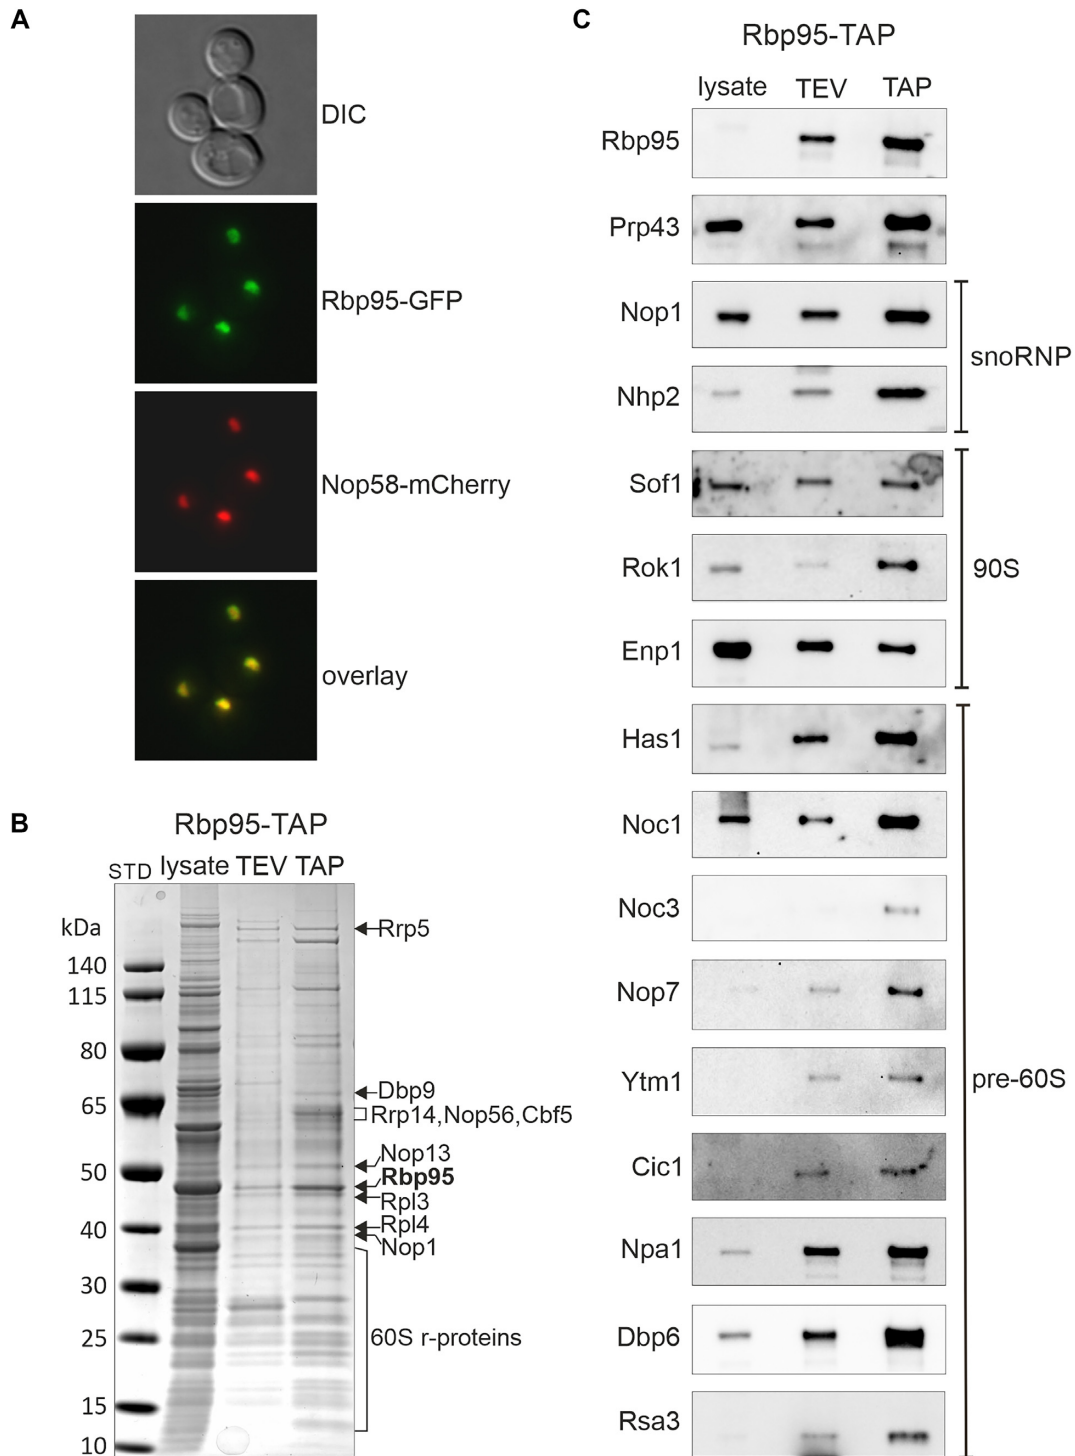 A
DIC
Rbp95-GFP
Nop58-mCherry
overlay
B
Rbp95-TAP
STD lysate TEV TAP
kDa
140
115
80
65
50
40
30
25
15
10
Rrp5
Dbp9
Rrp14,Nop56,Cbf5
Nop13
Rbp95
Rpl3
Rpl4
Nop1
60S r-proteins
C
Rbp95-TAP
lysate TEV TAP
Rbp95
Prp43
Nop1
Nhp2
snoRNP
Sof1
Rok1
Enp1
90S
Has1
Noc1
Noc3
Nop7
Ytm1
Cic1
Npa1
Dbp6
Rsa3
pre-60S